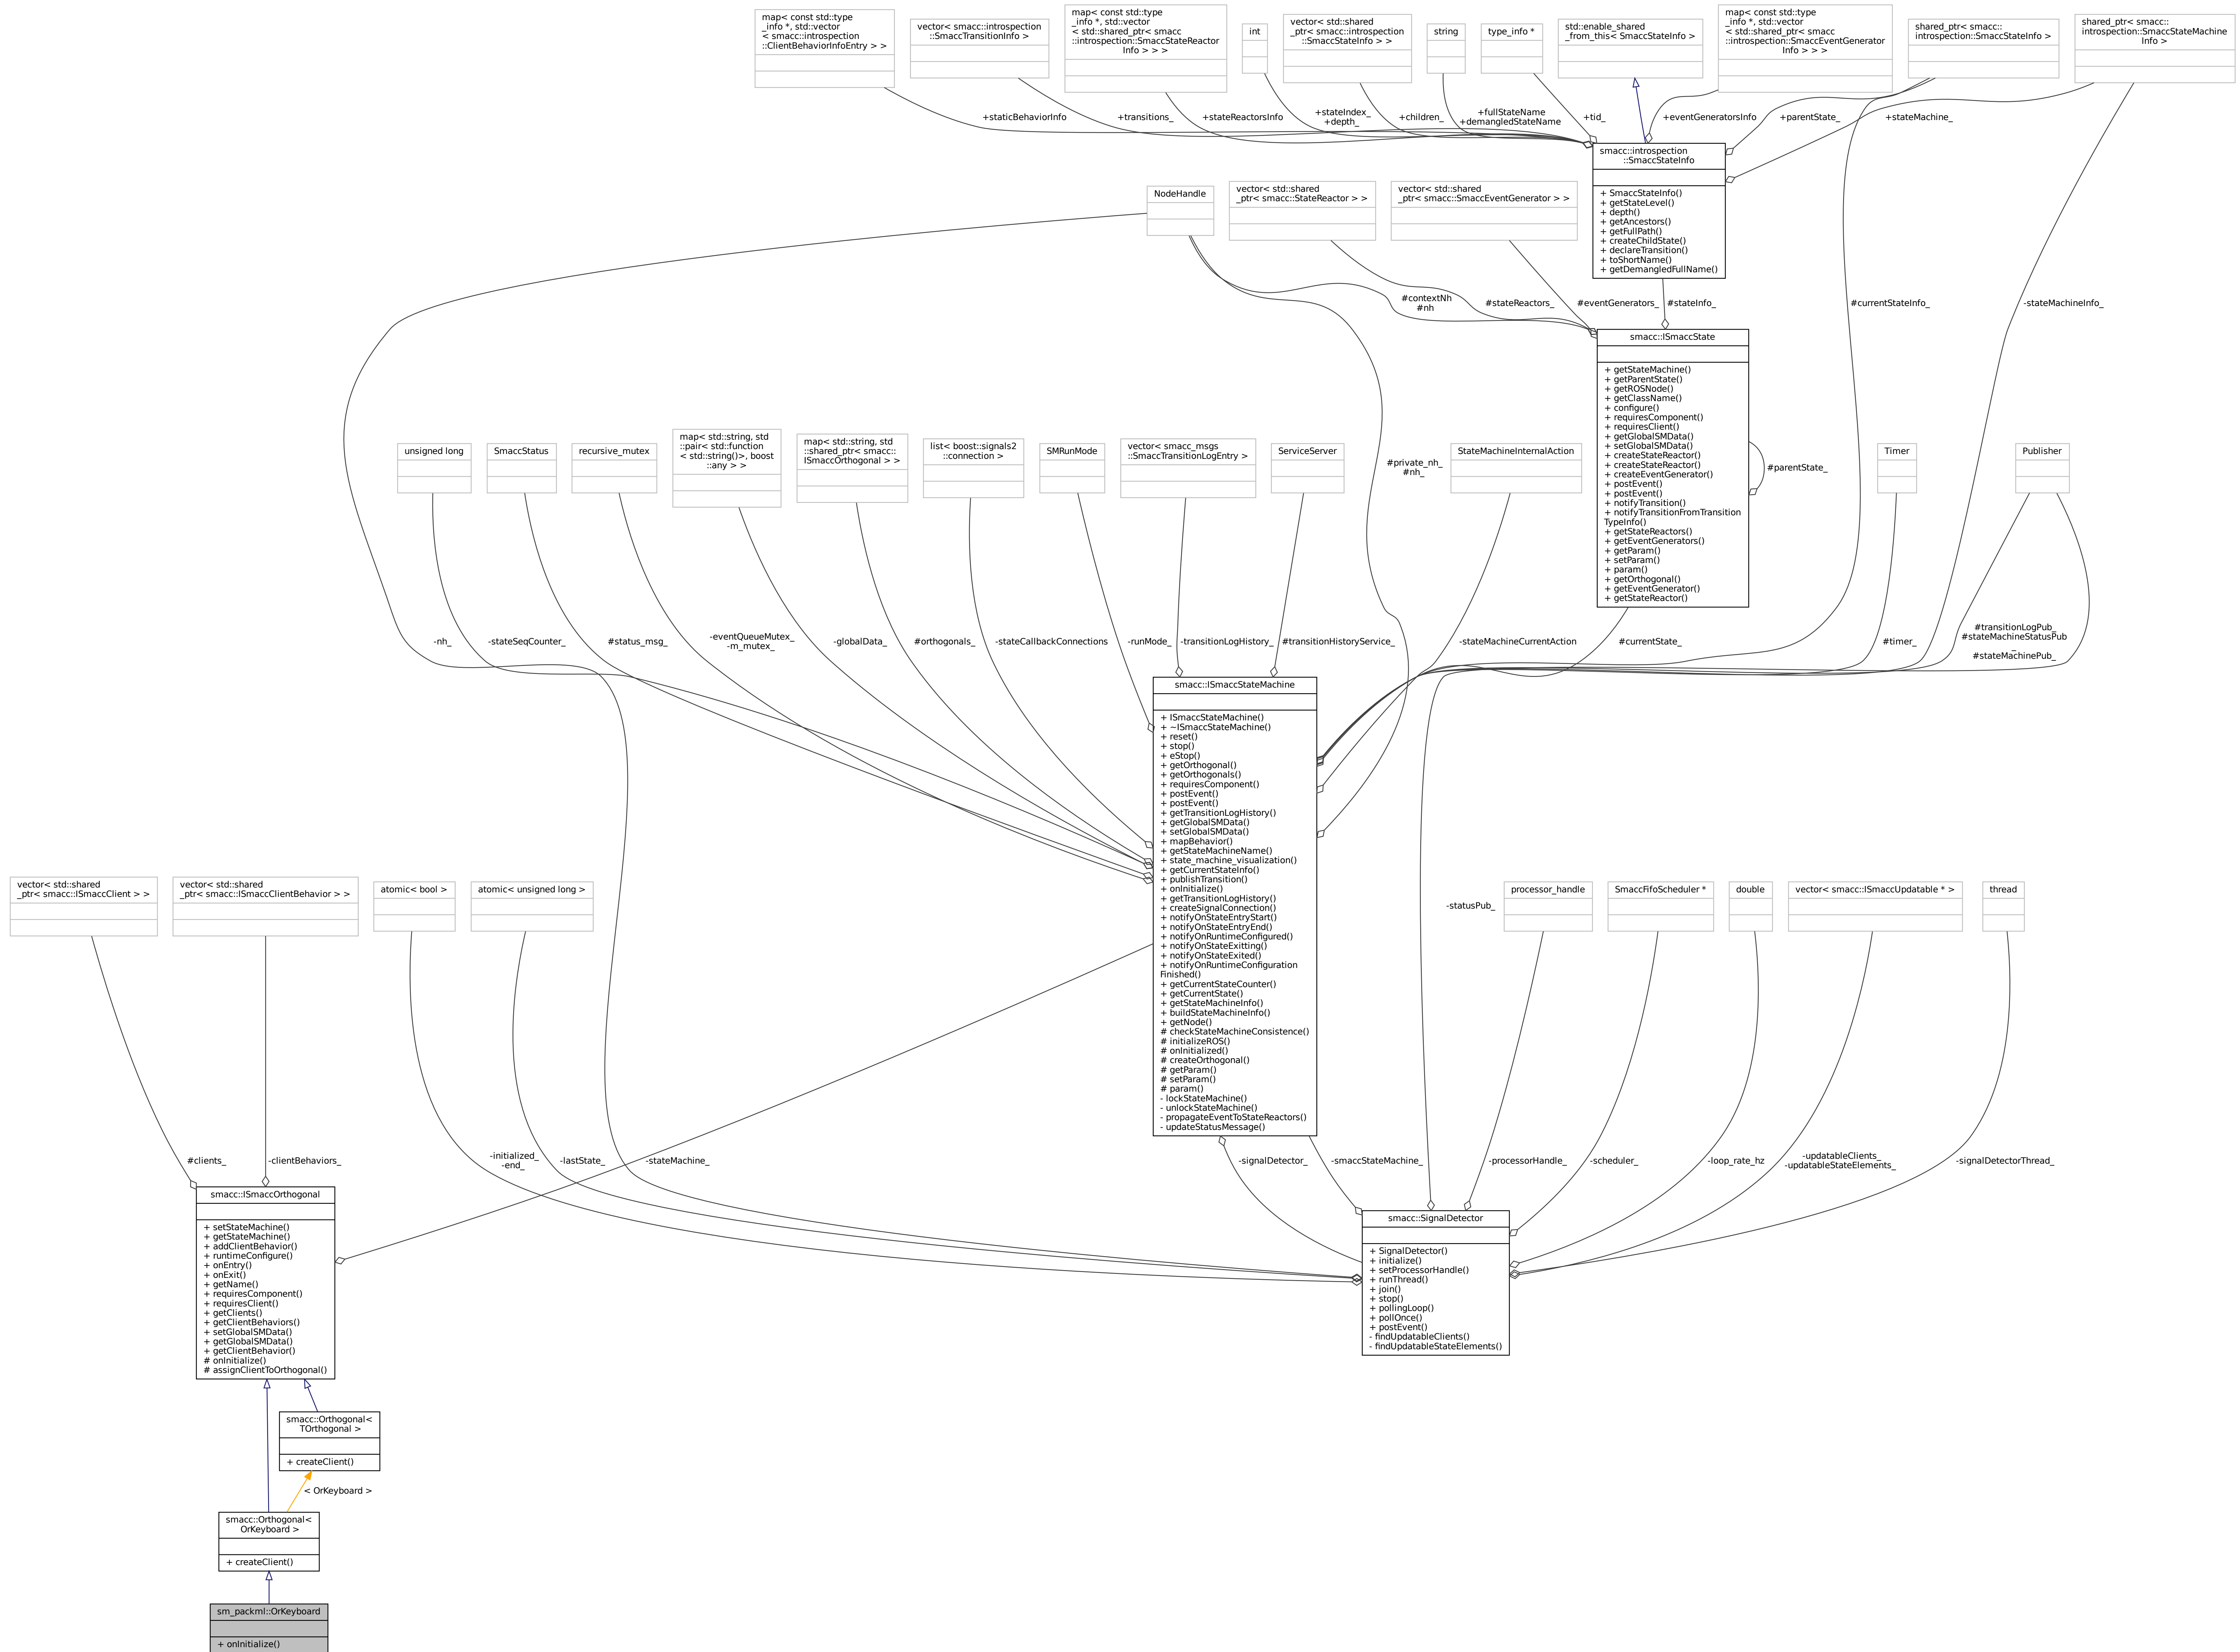 map< const std::type
_info *, std::vector
< smacc::introspection
::ClientBehaviorInfoEntry > >
vector< smacc::introspection
::SmaccTransitionInfo >
map< const std::type
_info *, std::vector
< std::shared_ptr< smacc
::introspection::SmaccStateReactor
Info > > >
int
vector< std::shared
_ptr< smacc::introspection
::SmaccStateInfo > >
string
type_info *
std::enable_shared
_from_this< SmaccStateInfo >
map< const std::type
_info *, std::vector
< std::shared_ptr< smacc
::introspection::SmaccEventGenerator
Info > > >
shared_ptr< smacc::
introspection::SmaccStateInfo >
shared_ptr< smacc::
introspection::SmaccStateMachine
Info >
+staticBehaviorInfo
+transitions_
+stateReactorsInfo
+stateIndex_
+depth_
+children_
+fullStateName
+demangledStateName
+tid_
+eventGeneratorsInfo
+parentState_
+stateMachine_
smacc::introspection
::SmaccStateInfo
+ SmaccStateInfo()
+ getStateLevel()
+ depth()
+ getAncestors()
+ getFullPath()
+ createChildState()
+ declareTransition()
+ toShortName()
+ getDemangledFullName()
NodeHandle
vector< std::shared
_ptr< smacc::StateReactor > >
vector< std::shared
_ptr< smacc::SmaccEventGenerator > >
#contextNh
#nh
#stateReactors_
#eventGenerators_
#stateInfo_
#currentStateInfo_
-stateMachineInfo_
smacc::ISmaccState
+ getStateMachine()
+ getParentState()
+ getROSNode()
+ getClassName()
+ configure()
+ requiresComponent()
+ requiresClient()
+ getGlobalSMData()
+ setGlobalSMData()
+ createStateReactor()
+ createStateReactor()
+ createEventGenerator()
+ postEvent()
+ postEvent()
+ notifyTransition()
+ notifyTransitionFromTransition
TypeInfo()
+ getStateReactors()
+ getEventGenerators()
+ getParam()
+ setParam()
+ param()
+ getOrthogonal()
+ getEventGenerator()
+ getStateReactor()
#parentState_
unsigned long
SmaccStatus
recursive_mutex
map< std::string, std
::pair< std::function
< std::string()>, boost
::any > >
map< std::string, std
::shared_ptr< smacc::
ISmaccOrthogonal > >
list< boost::signals2
::connection >
SMRunMode
vector< smacc_msgs
::SmaccTransitionLogEntry >
ServiceServer
#private_nh_
#nh_
StateMachineInternalAction
Timer
Publisher
-nh_
-stateSeqCounter_
#status_msg_
-eventQueueMutex_
-m_mutex_
-globalData_
#orthogonals_
-stateCallbackConnections
-runMode_
-transitionLogHistory_
#transitionHistoryService_
-stateMachineCurrentAction
#currentState_
#timer_
#transitionLogPub_
#stateMachineStatusPub
_
#stateMachinePub_
smacc::ISmaccStateMachine
+ ISmaccStateMachine()
+ ~ISmaccStateMachine()
+ reset()
+ stop()
+ eStop()
+ getOrthogonal()
+ getOrthogonals()
+ requiresComponent()
+ postEvent()
+ postEvent()
+ getTransitionLogHistory()
+ getGlobalSMData()
+ setGlobalSMData()
+ mapBehavior()
+ getStateMachineName()
+ state_machine_visualization()
+ getCurrentStateInfo()
+ publishTransition()
+ onInitialize()
+ getTransitionLogHistory()
+ createSignalConnection()
+ notifyOnStateEntryStart()
+ notifyOnStateEntryEnd()
+ notifyOnRuntimeConfigured()
+ notifyOnStateExitting()
+ notifyOnStateExited()
+ notifyOnRuntimeConfiguration
Finished()
+ getCurrentStateCounter()
+ getCurrentState()
+ getStateMachineInfo()
+ buildStateMachineInfo()
+ getNode()
# checkStateMachineConsistence()
# initializeROS()
# onInitialized()
# createOrthogonal()
# getParam()
# setParam()
# param()
- lockStateMachine()
- unlockStateMachine()
- propagateEventToStateReactors()
- updateStatusMessage()
vector< std::shared
_ptr< smacc::ISmaccClient > >
vector< std::shared
_ptr< smacc::ISmaccClientBehavior > >
atomic< bool >
atomic< unsigned long >
-statusPub_
processor_handle
SmaccFifoScheduler *
double
vector< smacc::ISmaccUpdatable * >
thread
#clients_
-clientBehaviors_
-initialized_
-end_
-lastState_
-stateMachine_
-signalDetector_
-smaccStateMachine_
-processorHandle_
-scheduler_
-loop_rate_hz
-updatableClients_
-updatableStateElements_
-signalDetectorThread_
smacc::ISmaccOrthogonal
+ setStateMachine()
+ getStateMachine()
+ addClientBehavior()
+ runtimeConfigure()
+ onEntry()
+ onExit()
+ getName()
+ requiresComponent()
+ requiresClient()
+ getClients()
+ getClientBehaviors()
+ setGlobalSMData()
+ getGlobalSMData()
+ getClientBehavior()
# onInitialize()
# assignClientToOrthogonal()
smacc::SignalDetector
+ SignalDetector()
+ initialize()
+ setProcessorHandle()
+ runThread()
+ join()
+ stop()
+ pollingLoop()
+ pollOnce()
+ postEvent()
- findUpdatableClients()
- findUpdatableStateElements()
smacc::Orthogonal<
TOrthogonal >
+ createClient()
< OrKeyboard >
smacc::Orthogonal<
OrKeyboard >
+ createClient()
sm_packml::OrKeyboard
+ onInitialize()